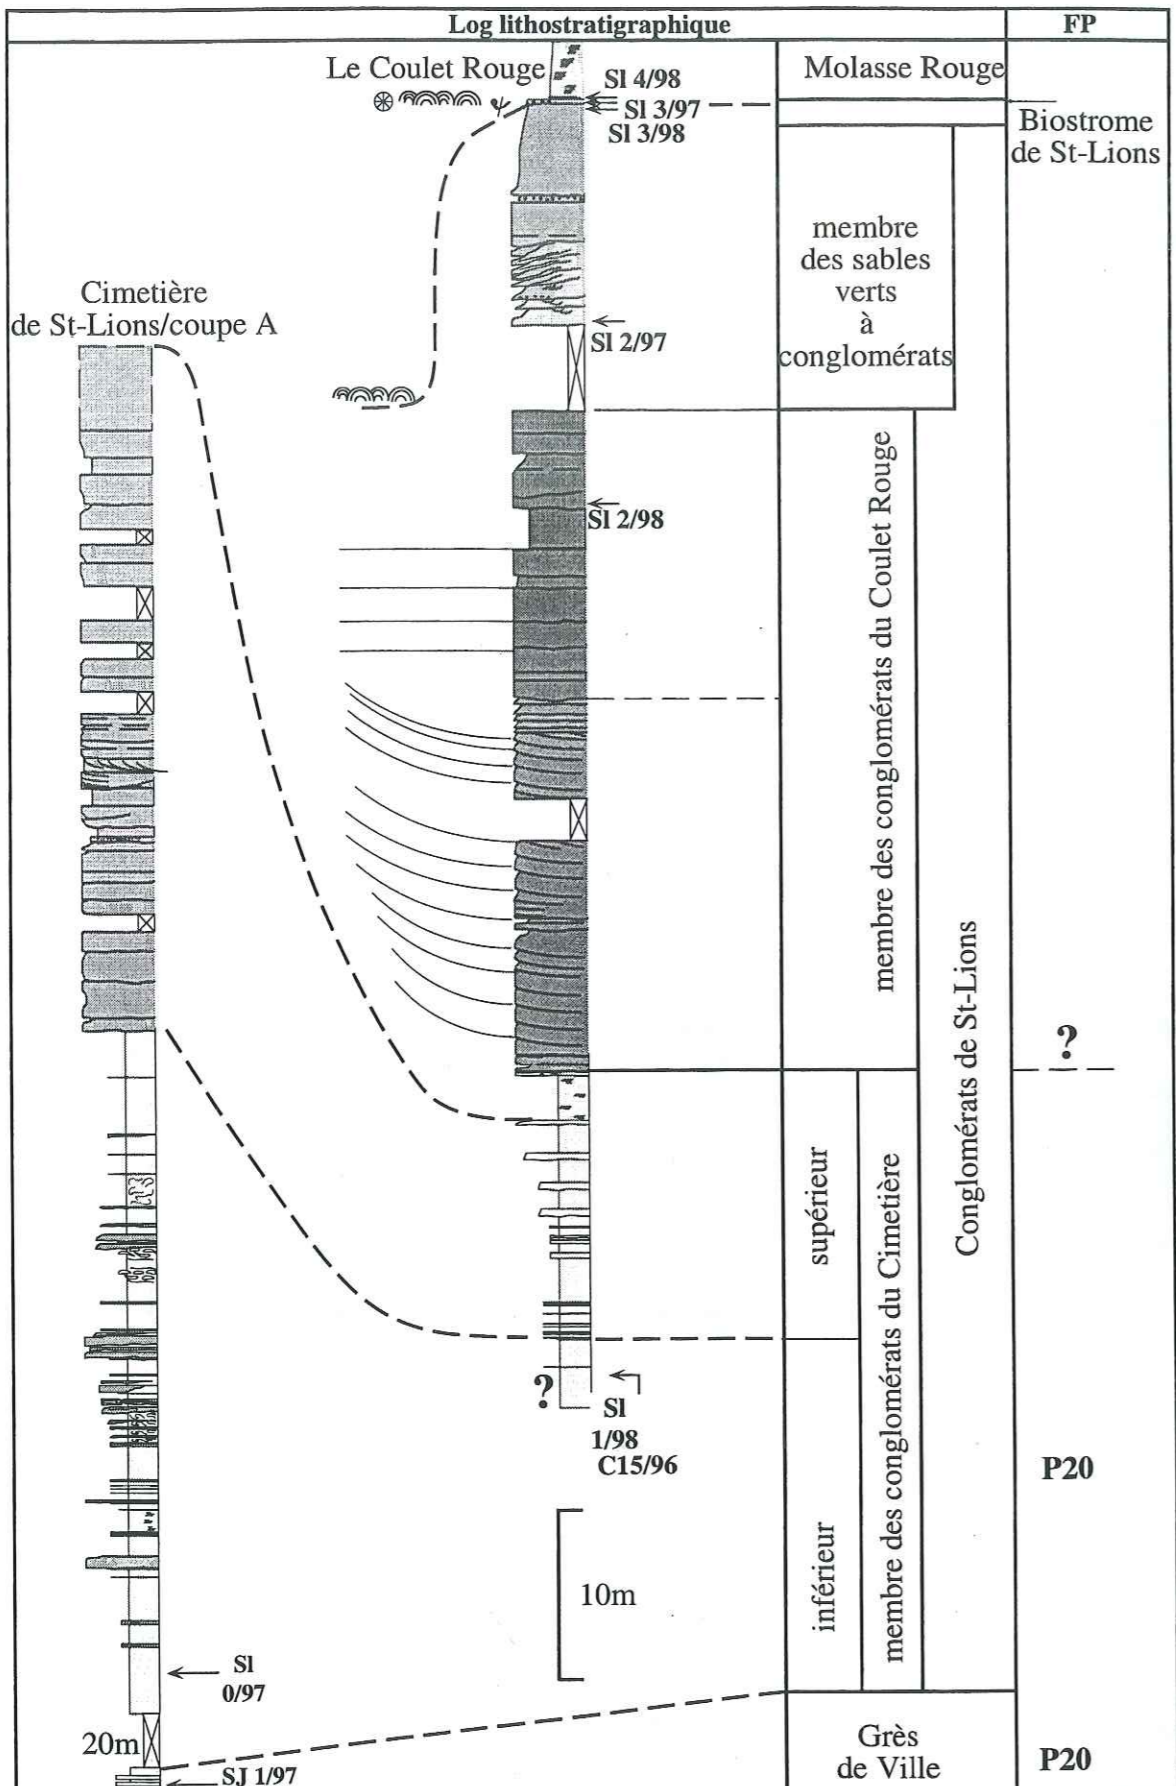 Log lithostratigraphique
FP
Le Coulet Rouge
Sl 4/98
Sl 3/97
Sl 3/98
Molasse Rouge
Biostrome
de St-Lions
membre
des sables
verts
à
conglomérats
Cimetière
de St-Lions/coupe A
Sl 2/97
Sl 2/98
membre des conglomérats du Coulet Rouge
Conglomérats de St-Lions
?
supérieur
membre des conglomérats du Cimetière
?
Sl
1/98
C15/96
P20
10m
inférieur
Sl
0/97
20m
SJ 1/97
Grès
de Ville
P20